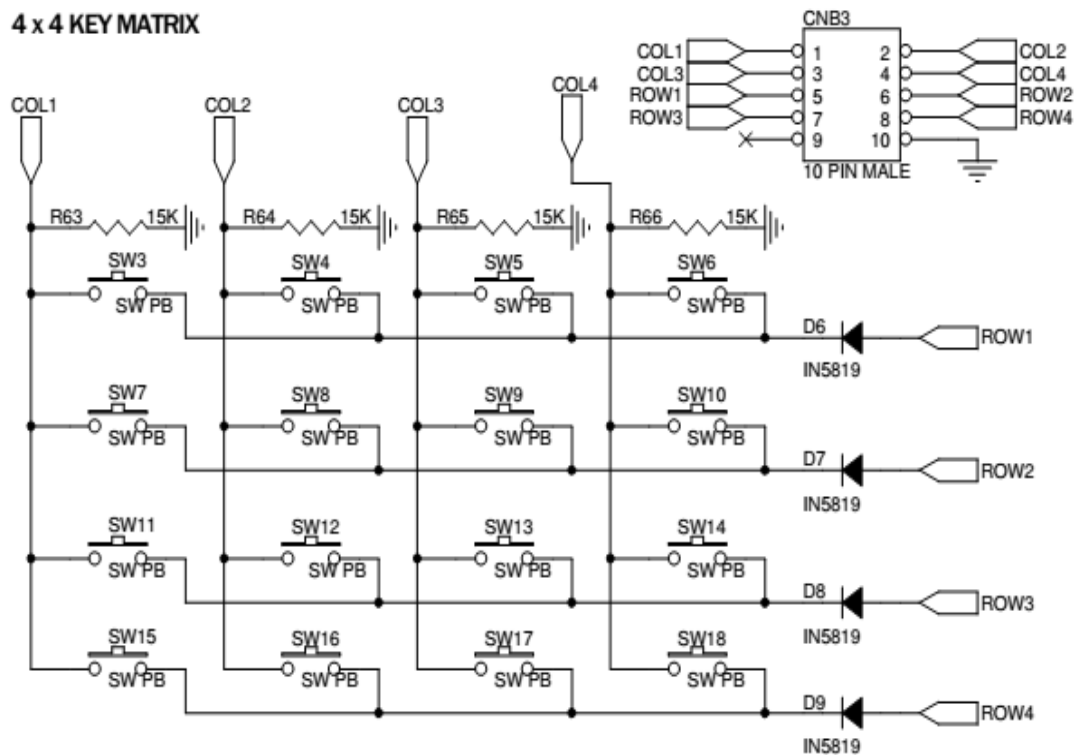 4 x 4 KEY MATRIX
CNB3
COL1 1 2 COL2
COL3 3 4 COL4
ROW1 5 6 ROW2
ROW3 7 8 ROW4
9 10
10 PIN MALE
COL1 COL2 COL3 COL4
R63 15K R64 15K R65 15K R66 15K
SW3 SW4 SW5 SW6
SW PB SW PB SW PB SW PB
D6 ROW1
IN5819
SW7 SW8 SW9 SW10
SW PB SW PB SW PB SW PB
D7 ROW2
IN5819
SW11 SW12 SW13 SW14
SW PB SW PB SW PB SW PB
D8 ROW3
IN5819
SW15 SW16 SW17 SW18
SW PB SW PB SW PB SW PB
D9 ROW4
IN5819